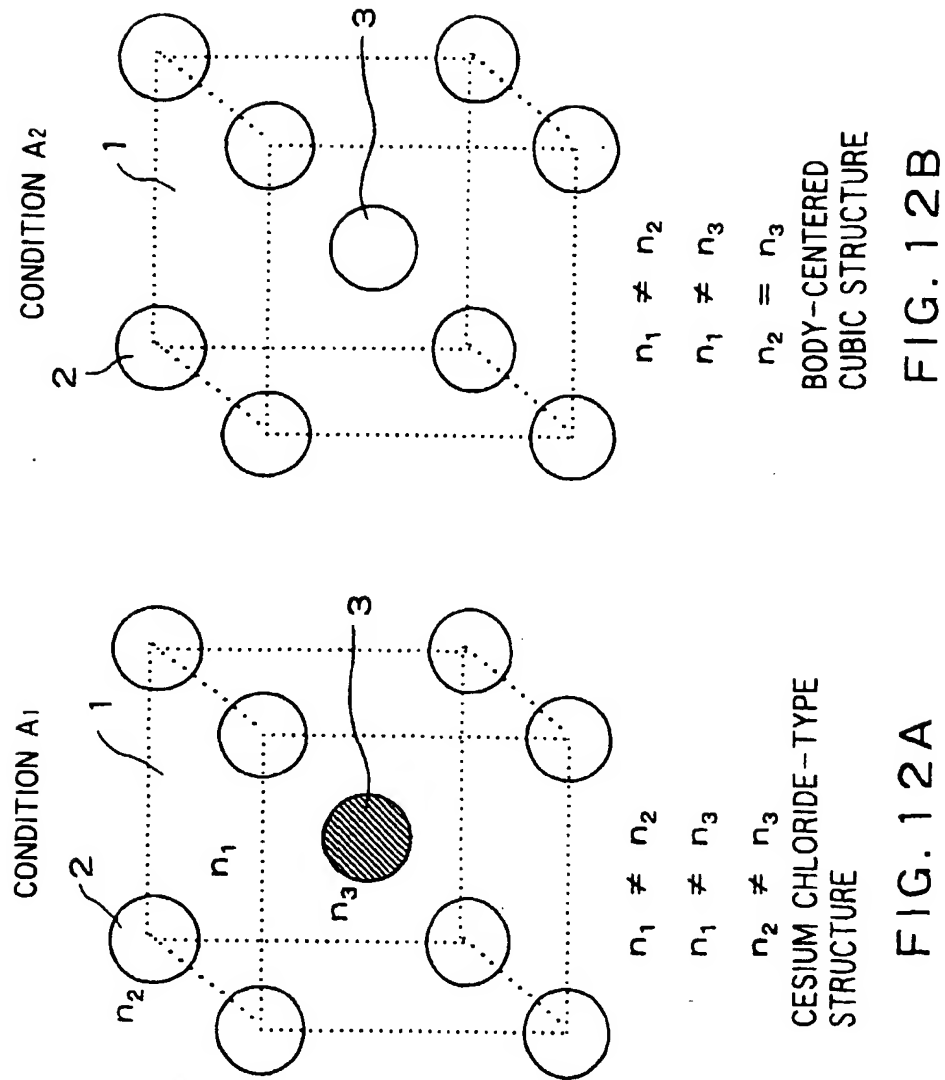 CONDITION A1
2
1
n2
n1
n3
3
n1 ≠ n2
n1 ≠ n3
n2 ≠ n3
CESIUM CHLORIDE-TYPE
STRUCTURE
FIG. 12A
CONDITION A2
2
1
3
n1 ≠ n2
n1 ≠ n3
n2 = n3
BODY-CENTERED
CUBIC STRUCTURE
FIG. 12B